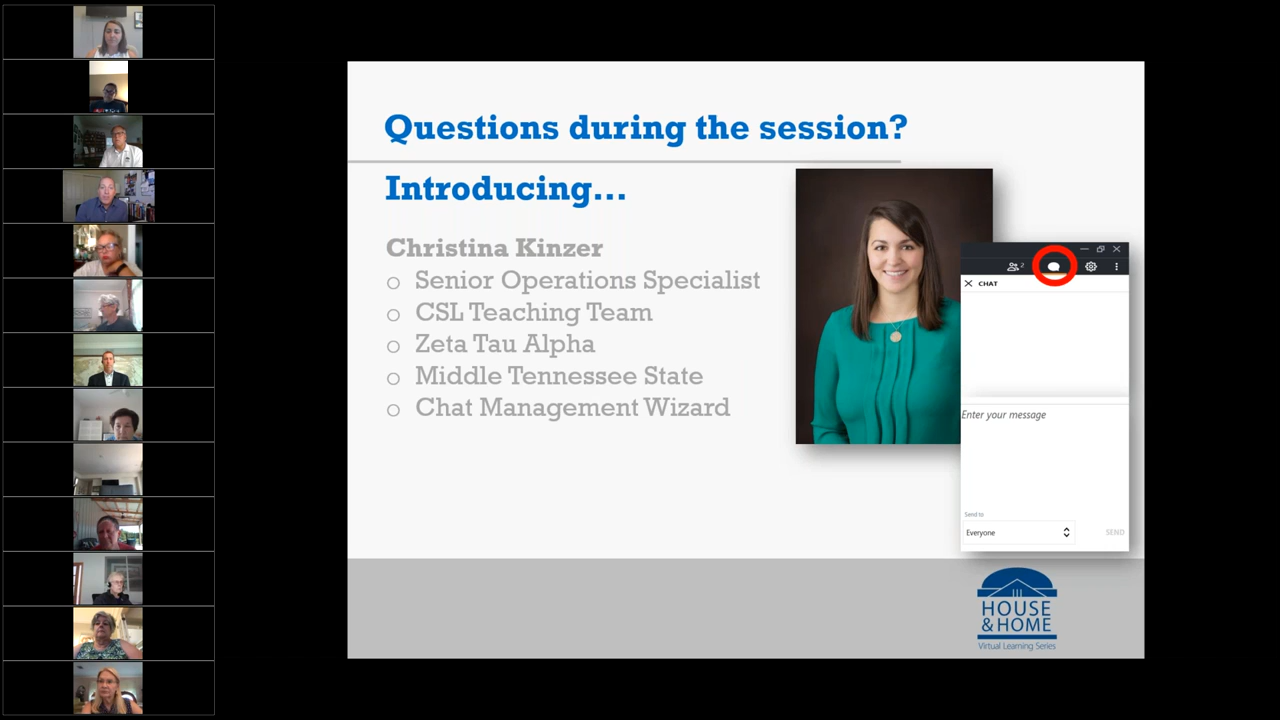 Questions during the session?
Introducing...
Christina Kinzer
Senior Operations Specialist
CSL Teaching Team
Zeta Tau Alpha
Middle Tennessee State
Chat Management Wizard
2
CHAT
Enter your message
Send to
Everyone
SEND
HOUSE
& HOME
Virtual Learning Series